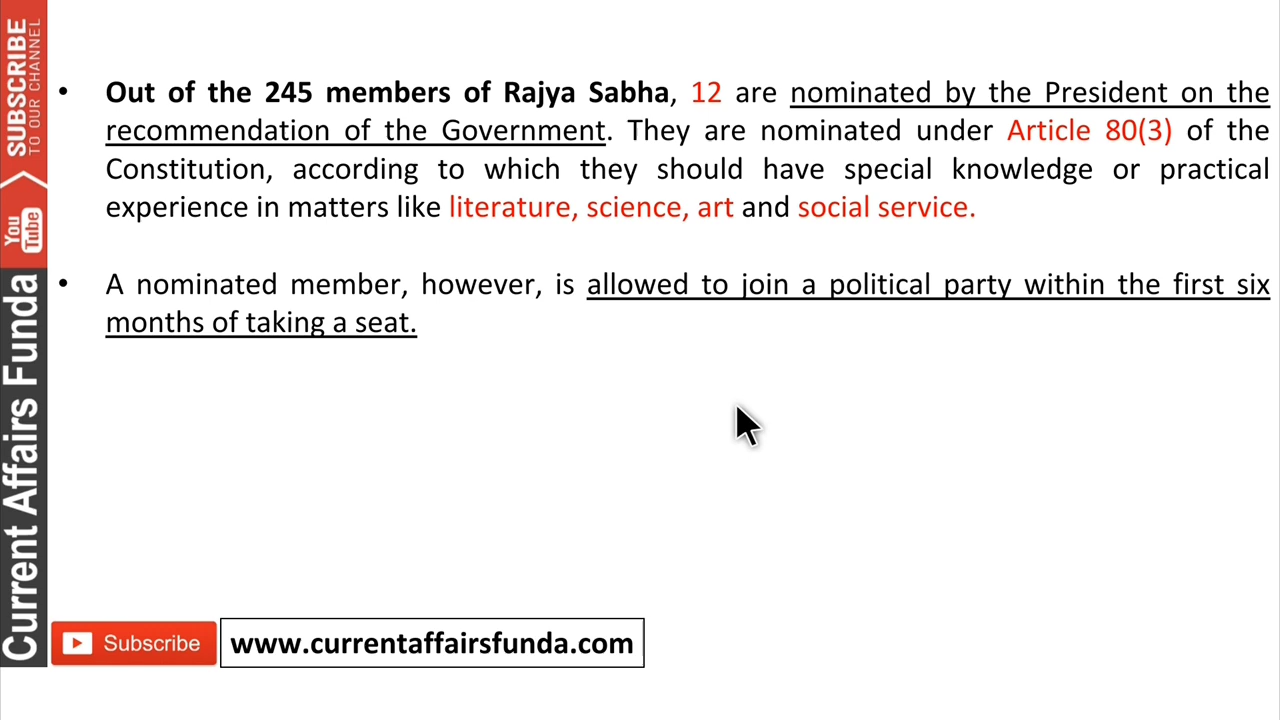 SUBSCRIBE
TO OUR CHANNEL
You
Tube
Current Affairs Funda
• Out of the 245 members of Rajya Sabha, 12 are nominated by the President on the
recommendation of the Government. They are nominated under Article 80(3) of the
Constitution, according to which they should have special knowledge or practical
experience in matters like literature, science, art and social service.
• A nominated member, however, is allowed to join a political party within the first six
months of taking a seat.
Subscribe
www.currentaffairsfunda.com